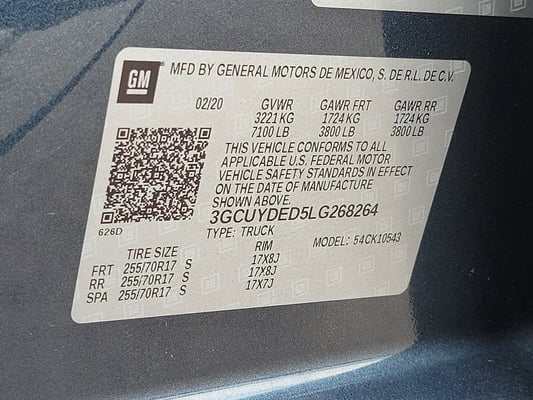 GM
MFD BY GENERAL MOTORS DE MEXICO, S. DE R.L. DE C.V.
02/20 GVWR GAWR FRT GAWR RR
3221 KG 1724 KG 1724 KG
7100 LB 3800 LB 3800 LB
THIS VEHICLE CONFORMS TO ALL
APPLICABLE U.S. FEDERAL MOTOR
VEHICLE SAFETY STANDARDS IN EFFECT
ON THE DATE OF MANUFACTURE
SHOWN ABOVE.
3GCUYDED5LG268264
626D
TYPE: TRUCK
TIRE SIZE RIM MODEL: 54CK10543
FRT 255/70R17 S 17X8J
RR 255/70R17 S 17X8J
SPA 255/70R17 S 17X7J